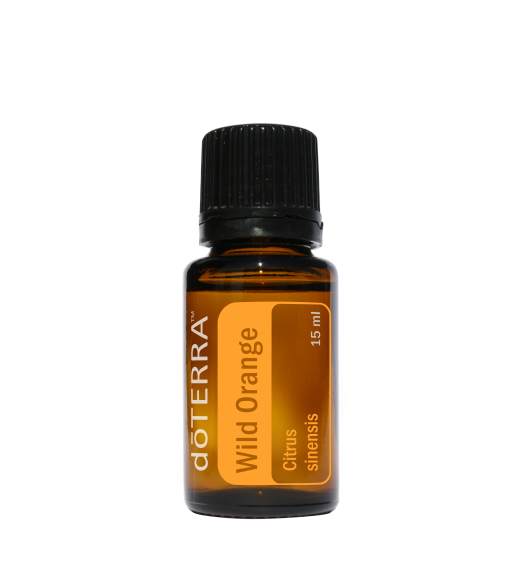 dōTERRA™
Wild Orange
Citrus
sinensis
15 ml